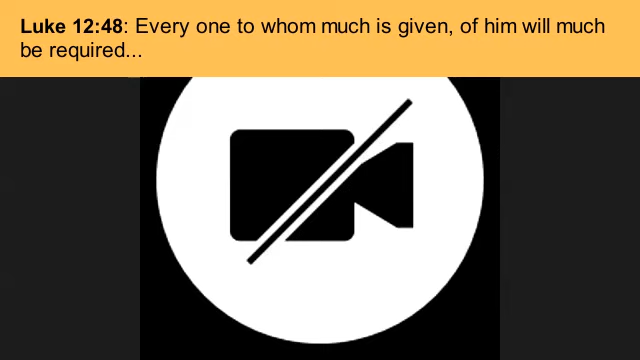 Luke 12:48: Every one to whom much is given, of him will much
be required...